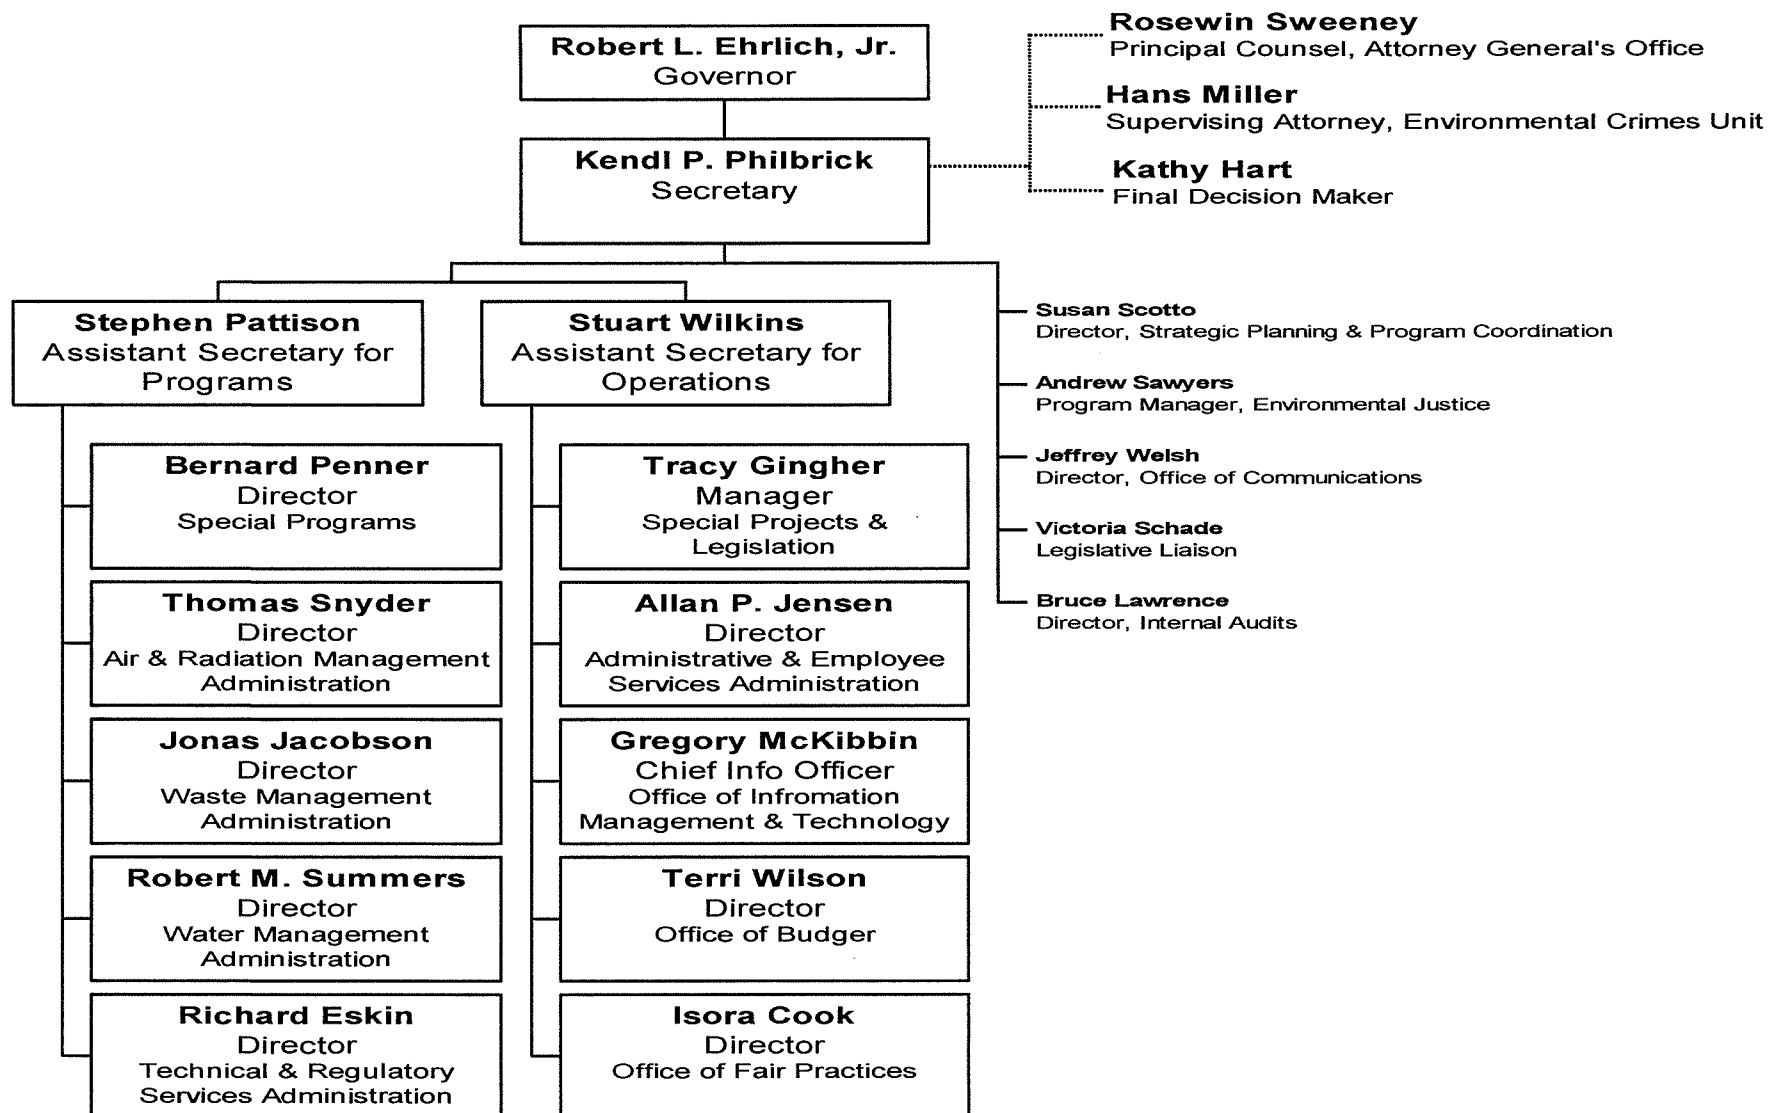 Robert L. Ehrlich, Jr.
Governor
Rosewin Sweeney
Principal Counsel, Attorney General's Office
Hans Miller
Supervising Attorney, Environmental Crimes Unit
Kathy Hart
Final Decision Maker
Kendl P. Philbrick
Secretary
Stephen Pattison
Assistant Secretary for
Programs
Stuart Wilkins
Assistant Secretary for
Operations
Susan Scotto
Director, Strategic Planning & Program Coordination
Andrew Sawyers
Program Manager, Environmental Justice
Jeffrey Welsh
Director, Office of Communications
Victoria Schade
Legislative Liaison
Bruce Lawrence
Director, Internal Audits
Bernard Penner
Director
Special Programs
Thomas Snyder
Director
Air & Radiation Management
Administration
Jonas Jacobson
Director
Waste Management
Administration
Robert M. Summers
Director
Water Management
Administration
Richard Eskin
Director
Technical & Regulatory
Services Administration
Tracy Gingher
Manager
Special Projects &
Legislation
Allan P. Jensen
Director
Administrative & Employee
Services Administration
Gregory McKibbin
Chief Info Officer
Office of Infromation
Management & Technology
Terri Wilson
Director
Office of Budger
Isora Cook
Director
Office of Fair Practices